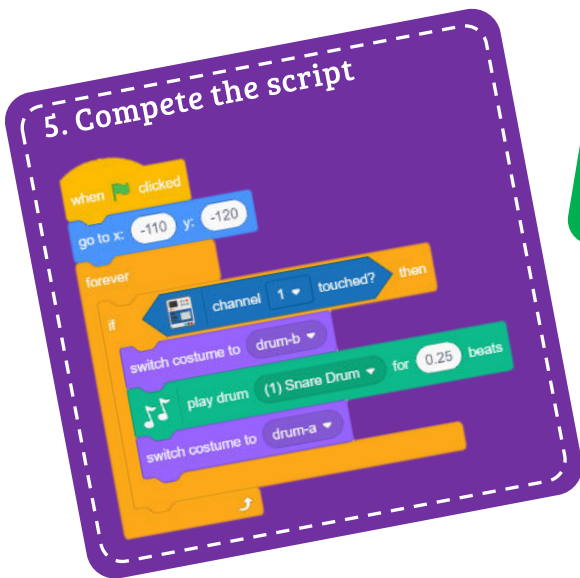 5. Compete the script
when clicked
go to x: -110 y: -120
forever
if channel 1 touched? then
switch costume to drum-b
play drum (1) Snare Drum for 0.25 beats
switch costume to drum-a